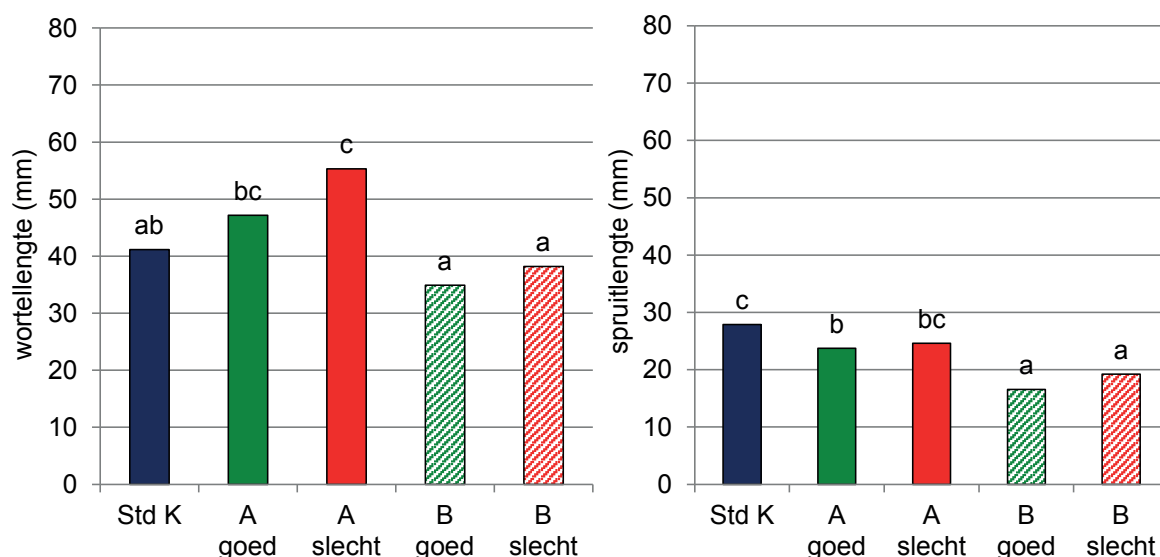 wortellengte (mm)
80
70
60
50
40
30
20
10
0
ab
bc
c
a
a
Std K
A
goed
A
slecht
B
goed
B
slecht
spruitlengte (mm)
80
70
60
50
40
30
20
10
0
c
b
bc
a
a
Std K
A
goed
A
slecht
B
goed
B
slecht